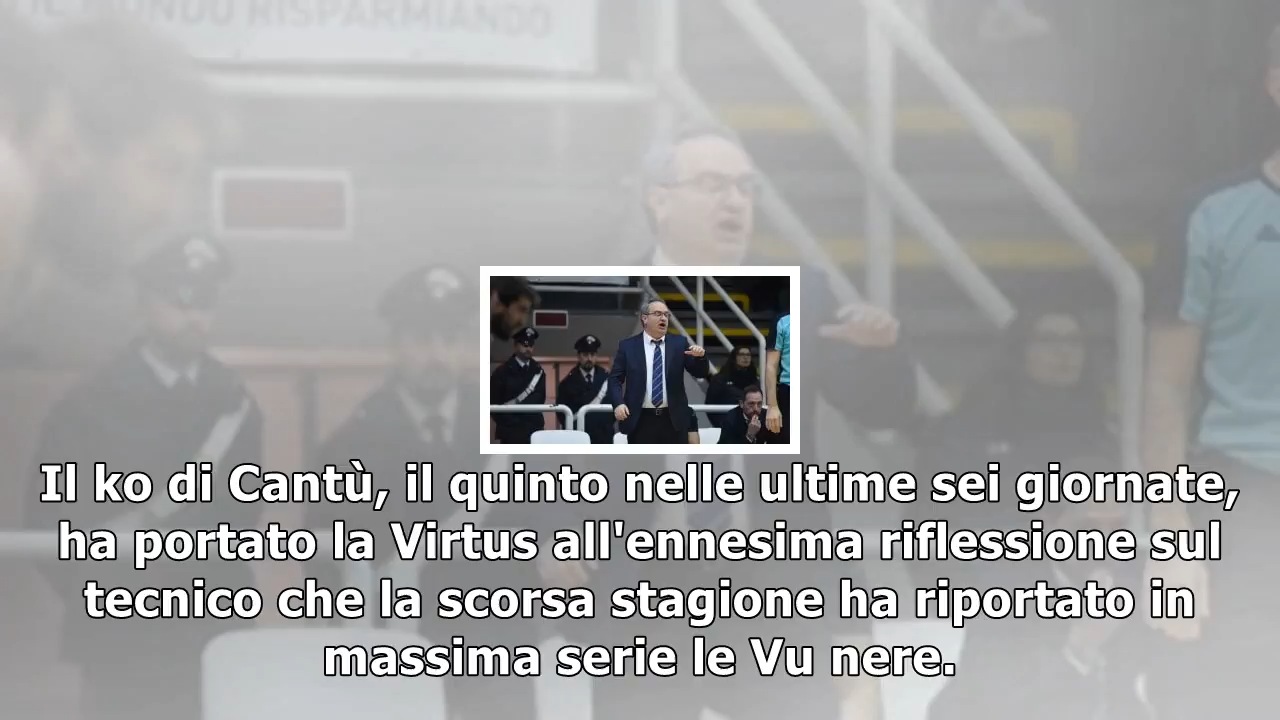 RISPARMIANDO
Il ko di Cantù, il quinto nelle ultime sei giornate,
ha portato la Virtus all'ennesima riflessione sul
tecnico che la scorsa stagione ha riportato in
massima serie le Vu nere.